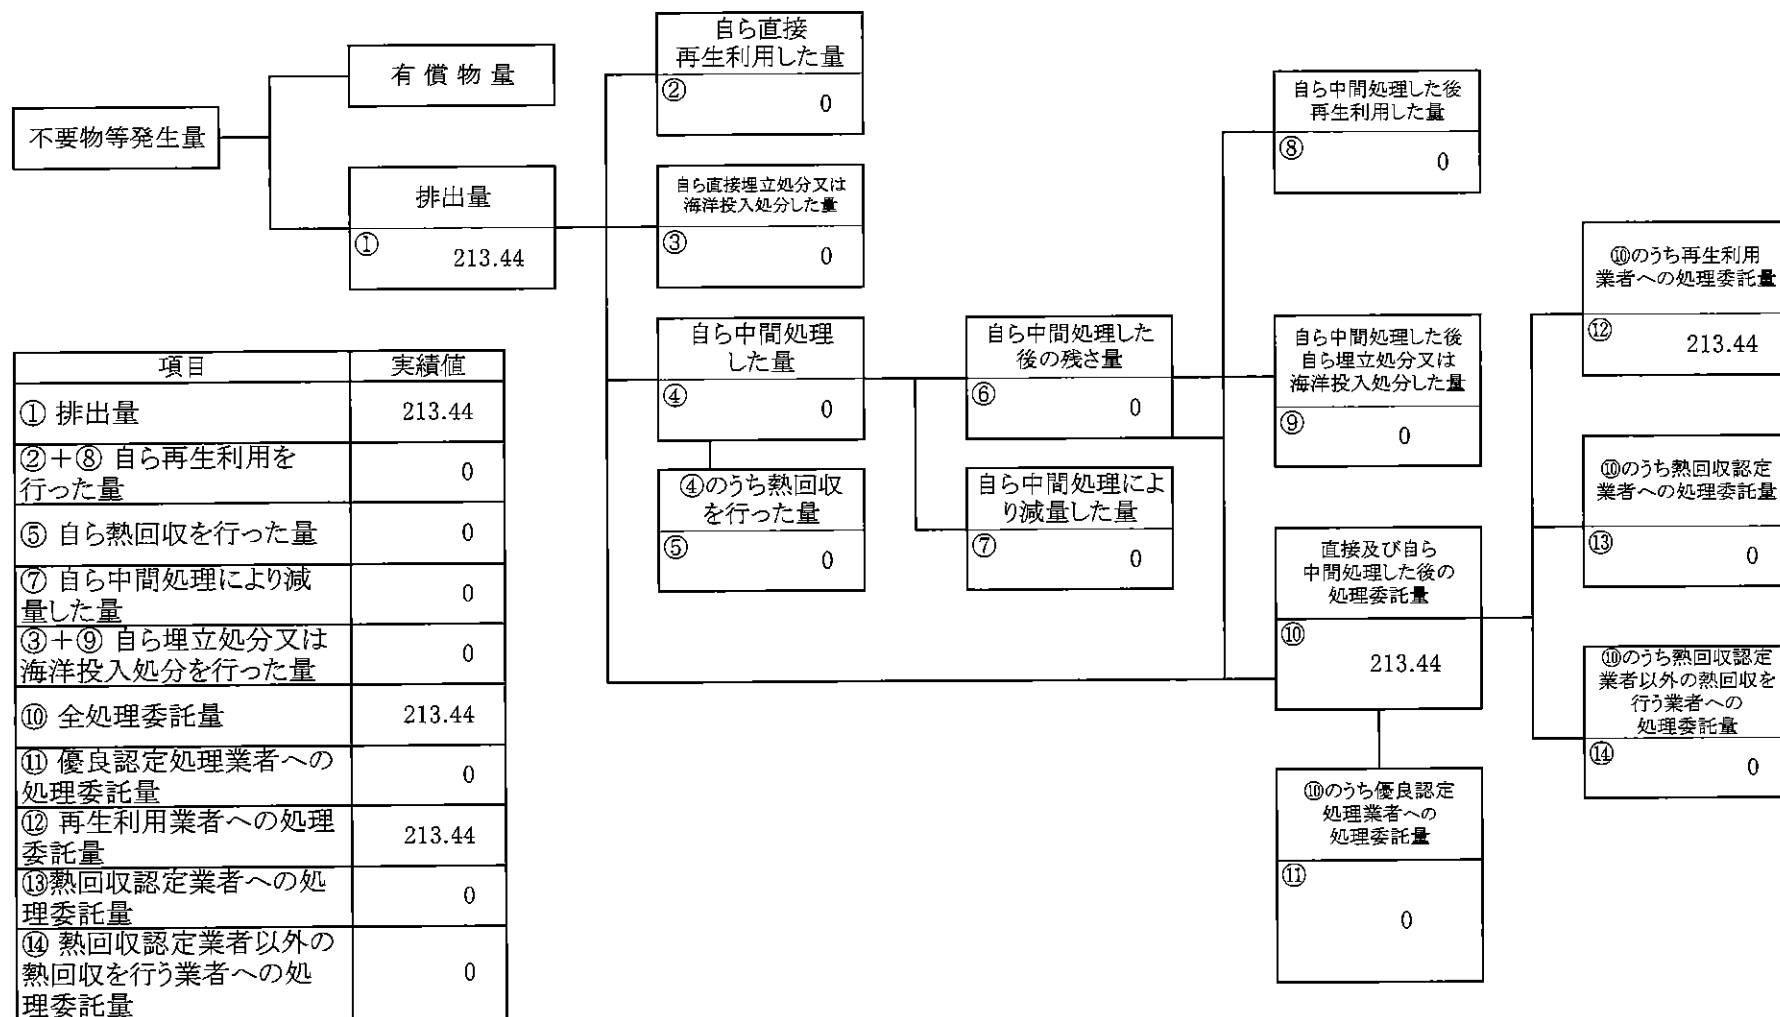 不要物等発生量
有償物量
排出量
①
213.44
自ら直接
再生利用した量
②
0
自ら直接埋立処分又は
海洋投入処分した量
③
0
自ら中間処理
した量
④
0
④のうち熱回収
を行った量
⑤
0
自ら中間処理した
後の残さ量
⑥
0
自ら中間処理によ
り減量した量
⑦
0
自ら中間処理した後
再生利用した量
⑧
0
自ら中間処理した後
自ら埋立処分又は
海洋投入処分した量
⑨
0
直接及び自ら
中間処理した後の
処理委託量
⑩
213.44
⑩のうち優良認定
処理業者への
処理委託量
⑪
0
⑩のうち再生利用
業者への処理委託量
⑫
213.44
⑩のうち熱回収認定
業者への処理委託量
⑬
0
⑩のうち熱回収認定
業者以外の熱回収を
行う業者への
処理委託量
⑭
0
項目 実績値
① 排出量 213.44
②+⑧ 自ら再生利用を
行った量 0
⑤ 自ら熱回収を行った量 0
⑦ 自ら中間処理により減
量した量 0
③+⑨ 自ら埋立処分又は
海洋投入処分を行った量 0
⑩ 全処理委託量 213.44
⑪ 優良認定処理業者への
処理委託量 0
⑫ 再生利用業者への処理
委託量 213.44
⑬熱回収認定業者への処
理委託量 0
⑭ 熱回収認定業者以外の
熱回収を行う業者への処
理委託量 0